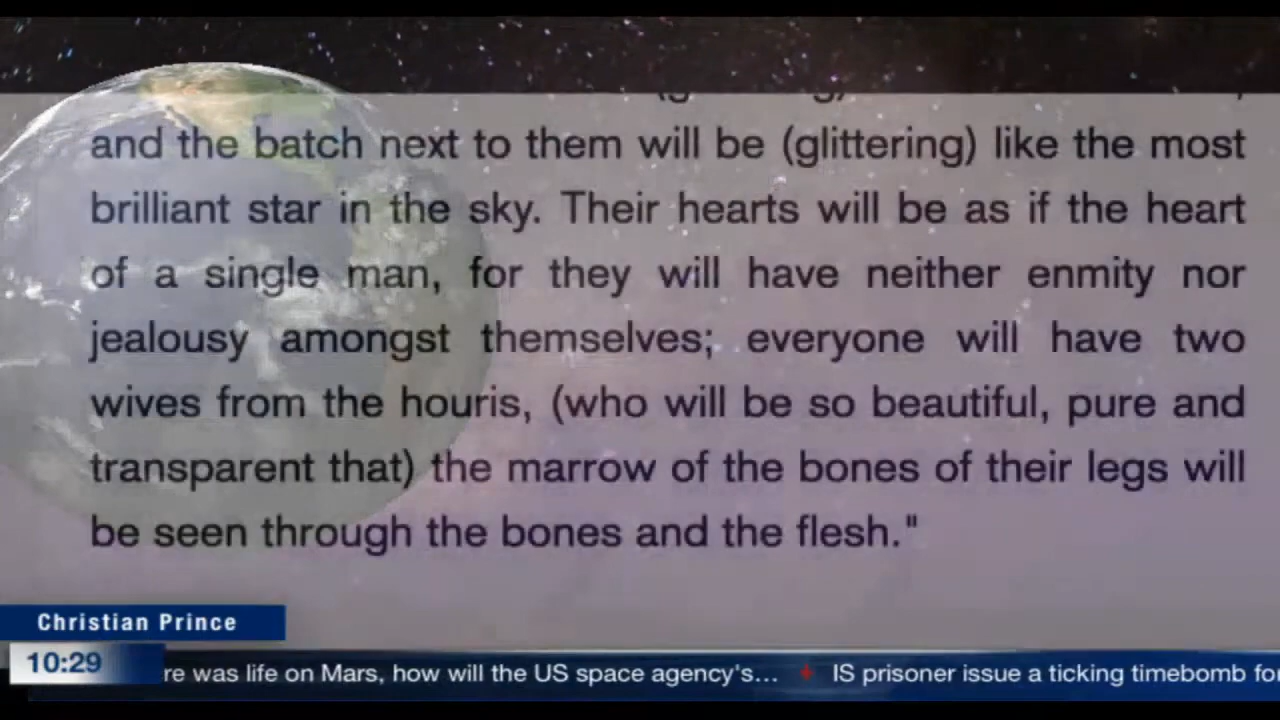 and the batch next to them will be (glittering) like the most
brilliant star in the sky. Their hearts will be as if the heart
of a single man, for they will have neither enmity nor
jealousy amongst themselves; everyone will have two
wives from the houris, (who will be so beautiful, pure and
transparent that) the marrow of the bones of their legs will
be seen through the bones and the flesh."
Christian Prince
10:29
re was life on Mars, how will the US space agency's... IS prisoner issue a ticking timebomb for